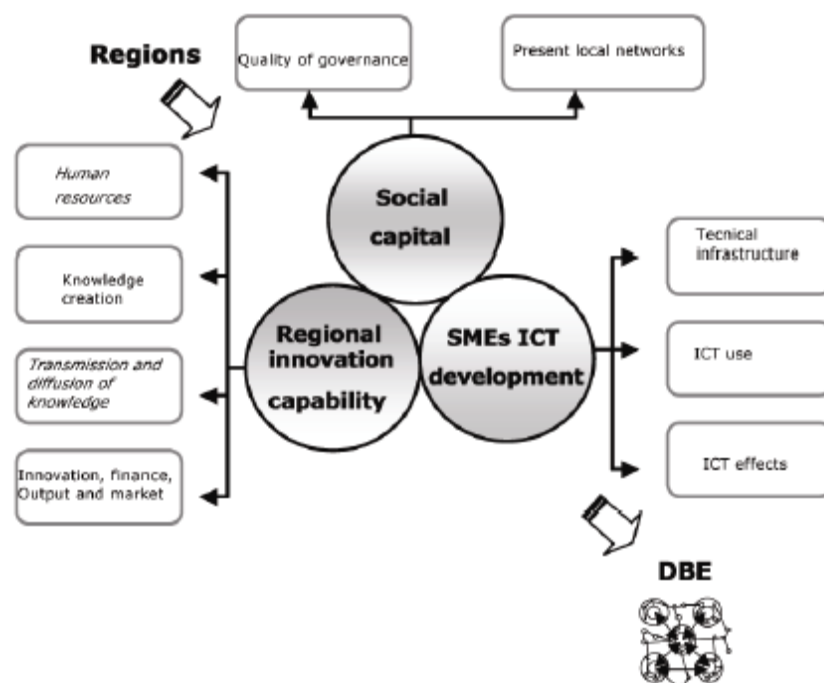 Regions
Quality of governance
Present local networks
Human
resources
Social
capital
Tecnical
infrastructure
Knowledge
creation
Regional
innovation
capability
SMEs ICT
development
ICT use
Transmission and
diffusion of
knowledge
Innovation, finance,
Output and market
ICT effects
DBE